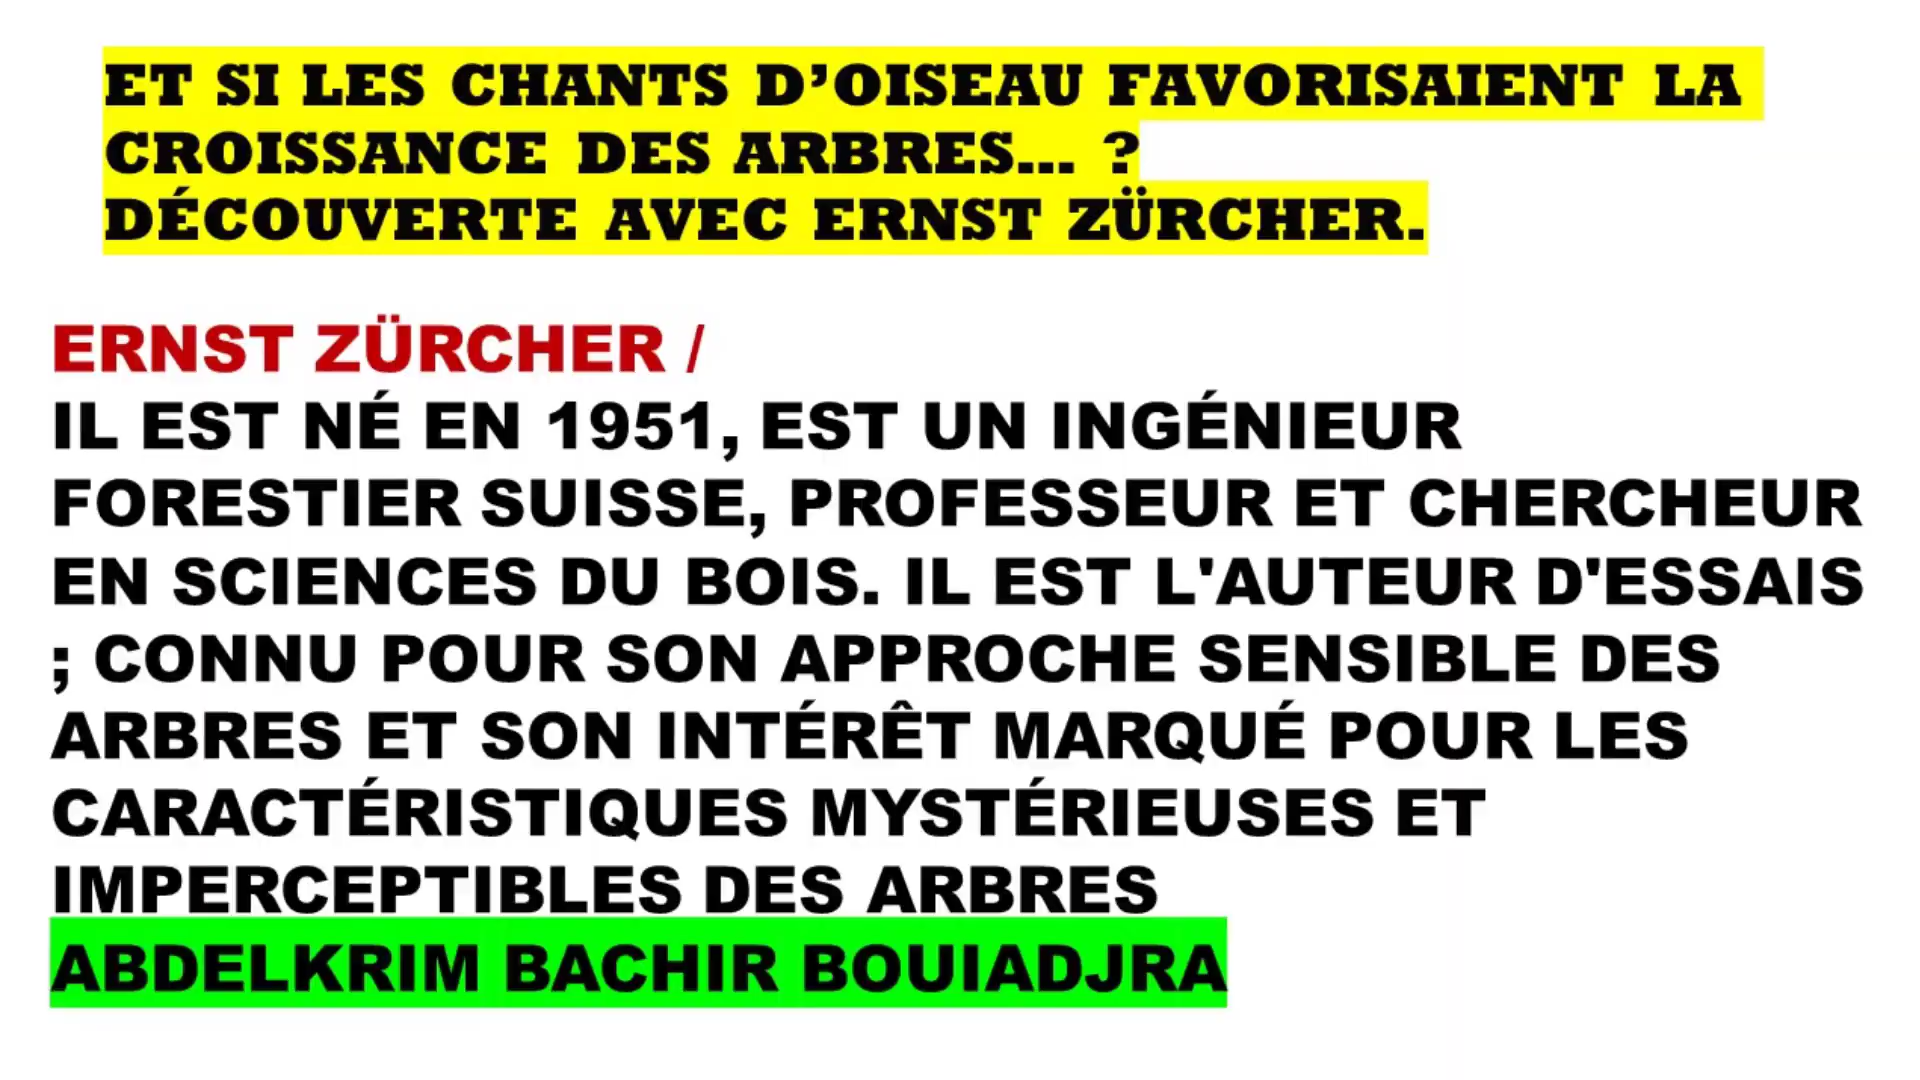 ET SI LES CHANTS D’OISEAU FAVORISAIENT LA
CROISSANCE DES ARBRES… ?
DÉCOUVERTE AVEC ERNST ZÜRCHER.
ERNST ZÜRCHER /
IL EST NÉ EN 1951, EST UN INGÉNIEUR
FORESTIER SUISSE, PROFESSEUR ET CHERCHEUR
EN SCIENCES DU BOIS. IL EST L'AUTEUR D'ESSAIS
; CONNU POUR SON APPROCHE SENSIBLE DES
ARBRES ET SON INTÉRÊT MARQUÉ POUR LES
CARACTÉRISTIQUES MYSTÉRIEUSES ET
IMPERCEPTIBLES DES ARBRES
ABDELKRIM BACHIR BOUIADJRA